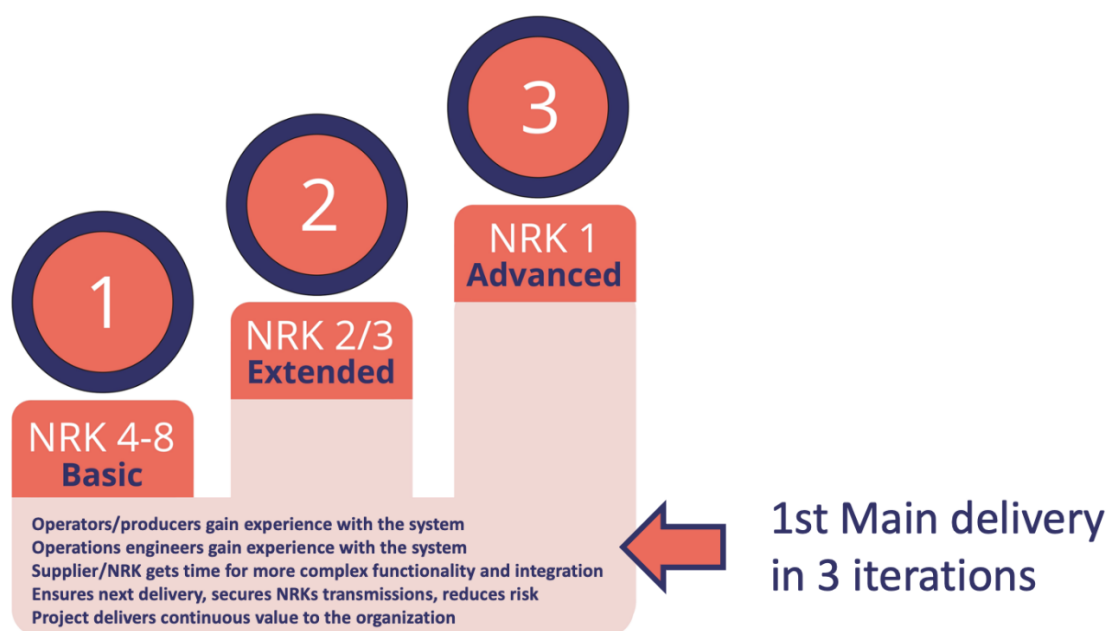 1
NRK 4-8
Basic
2
NRK 2/3
Extended
3
NRK 1
Advanced
Operators/producers gain experience with the system
Operations engineers gain experience with the system
Supplier/NRK gets time for more complex functionality and integration
Ensures next delivery, secures NRKs transmissions, reduces risk
Project delivers continuous value to the organization
1st Main delivery
in 3 iterations